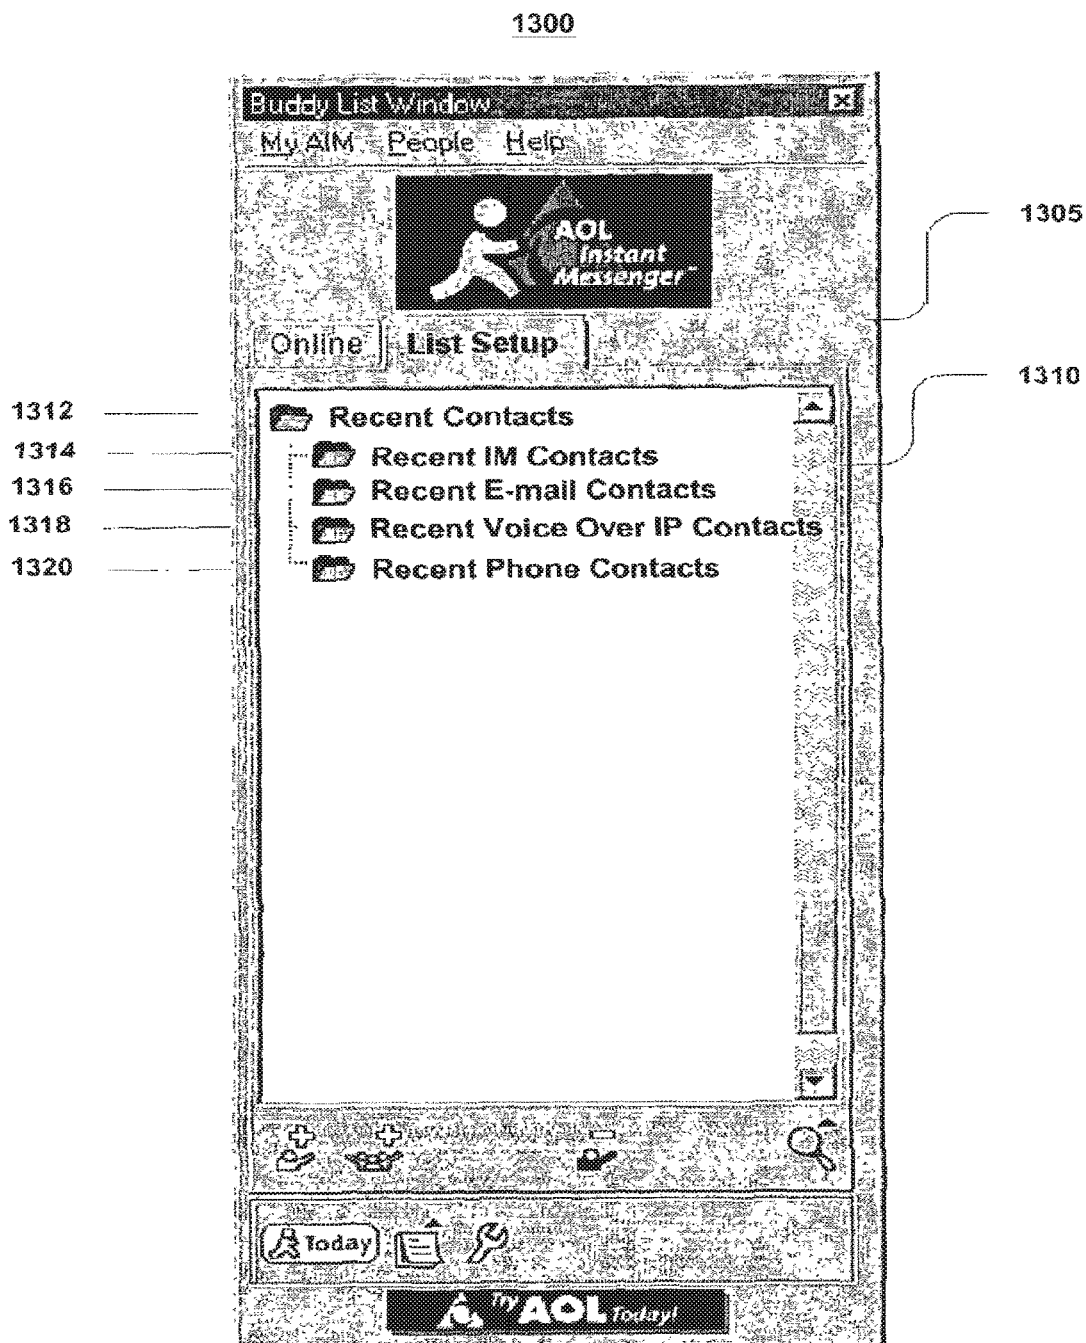 1300
Buddy List Window
My AIM People Help
AOL
Instant
Messenger™
1305
Online List Setup
1310
1312 Recent Contacts
1314 Recent IM Contacts
1316 Recent E-mail Contacts
1318 Recent Voice Over IP Contacts
1320 Recent Phone Contacts
Today
Try AOL Today!